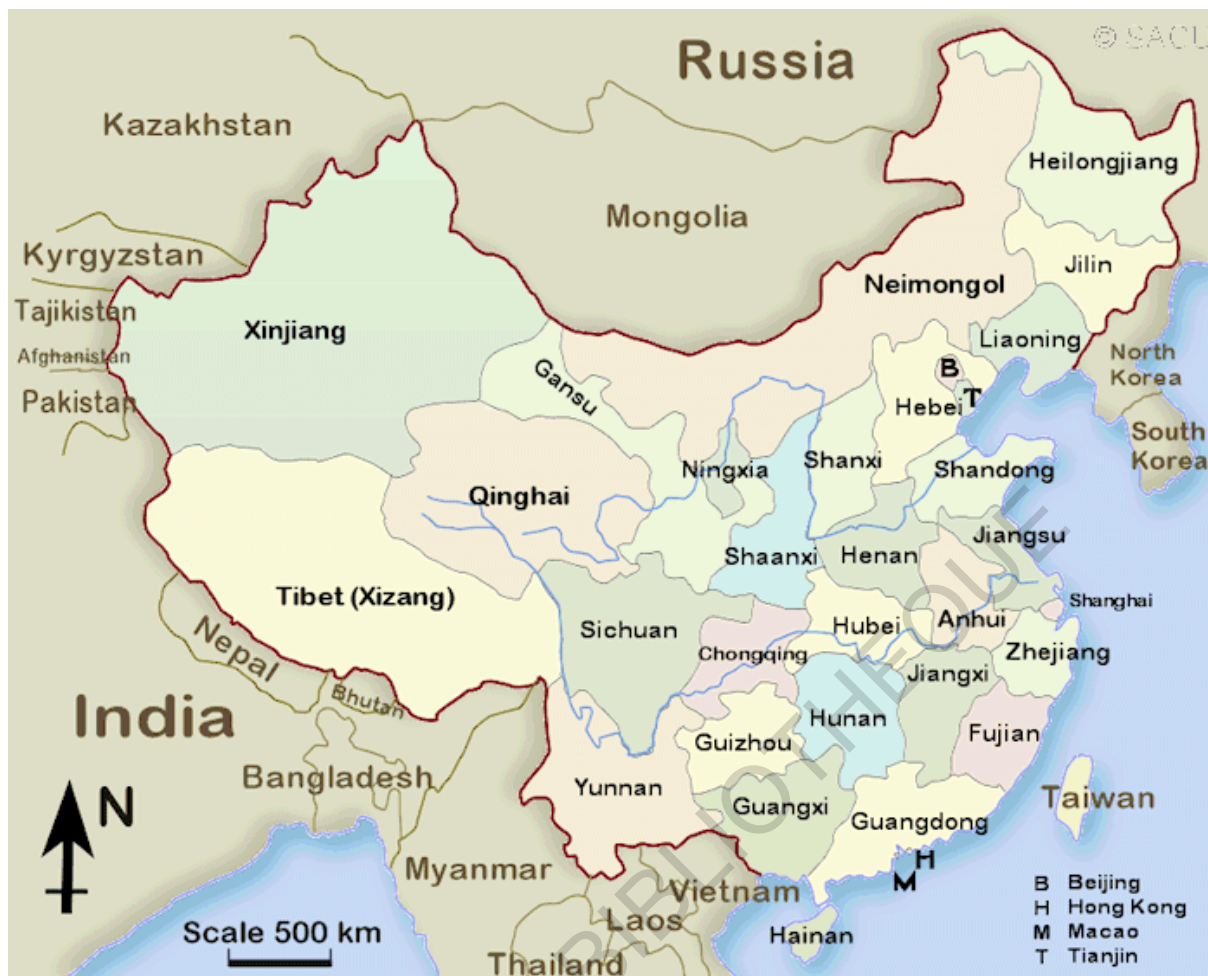 © SACU
Russia
Kazakhstan
Heilongjiang
Mongolia
Kyrgyzstan
Jilin
Neimongol
Tajikistan
Xinjiang
Liaoning
Afghanistan
North
Korea
B
Gansu
Pakistan
Hebei
T
South
Korea
Shanxi
Ningxia
Shandong
Qinghai
Jiangsu
Shaanxi
Henan
Tibet (Xizang)
Shanghai
Anhui
Hubei
Sichuan
Nepal
Chongqing
Zhejiang
Jiangxi
Bhutan
India
Hunan
Fujian
Guizhou
Bangladesh
Yunnan
Taiwan
N
Guangxi
Guangdong
H
M
Myanmar
Vietnam
Laos
Hainan
Thailand
Scale 500 km
B Beijing
H Hong Kong
M Macao
T Tianjin
BIBLIOTHEQUE